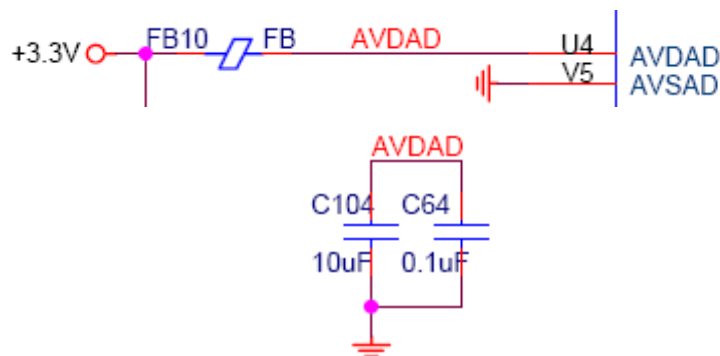 FB10 FB AVDAD U4
+3.3V AVDAD
V5 AVSAD
AVDAD
C104 C64
10uF 0.1uF